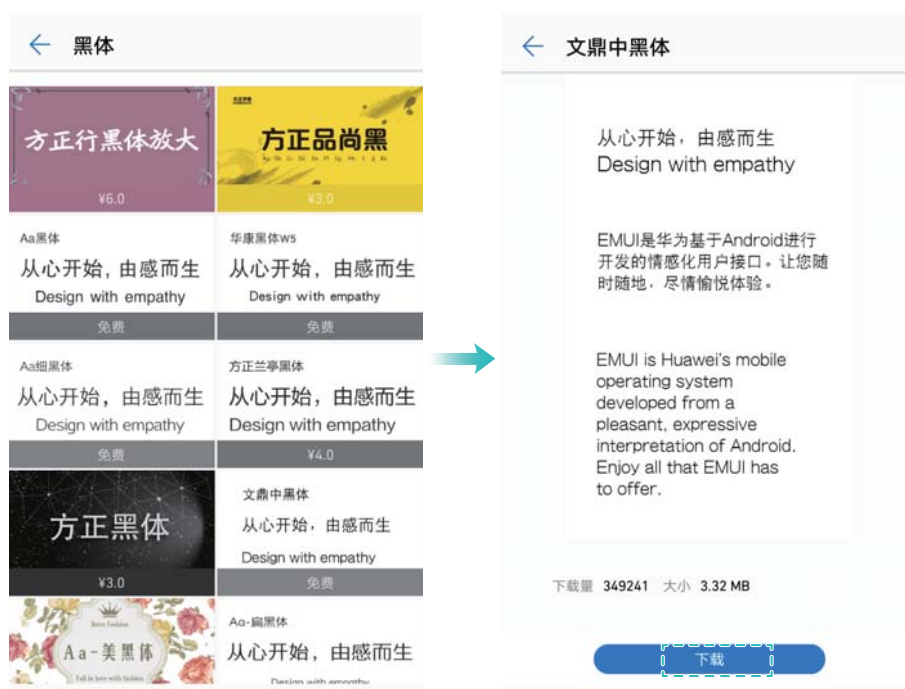 黑体
方正行黑体放大
¥6.0
方正品尚黑
¥3.0
Aa黑体
从心开始, 由感而生
Design with empathy
免费
华康黑体W5
从心开始，由感而生
Design with empathy
免费
Aa细黑体
从心开始，由感而生
Design with empathy
免费
方正兰亭黑体
从心开始，由感而生
Design with empathy
¥4.0
方正黑体
¥3.0
文鼎中黑体
从心开始，由感而生
Design with empathy
免费
Retro Fashion
Aa-美黑体
Fall in love with fashion
Aa-扁黑体
从心开始，由感而生
Design with empathy
文鼎中黑体
从心开始，由感而生
Design with empathy
EMUI是华为基于Android进行
开发的情感化用户接口。让您随
时随地，尽情愉悦体验。
EMUI is Huawei's mobile
operating system
developed from a
pleasant, expressive
interpretation of Android.
Enjoy all that EMUI has
to offer.
下载量 349241 大小 3.32 MB
下载